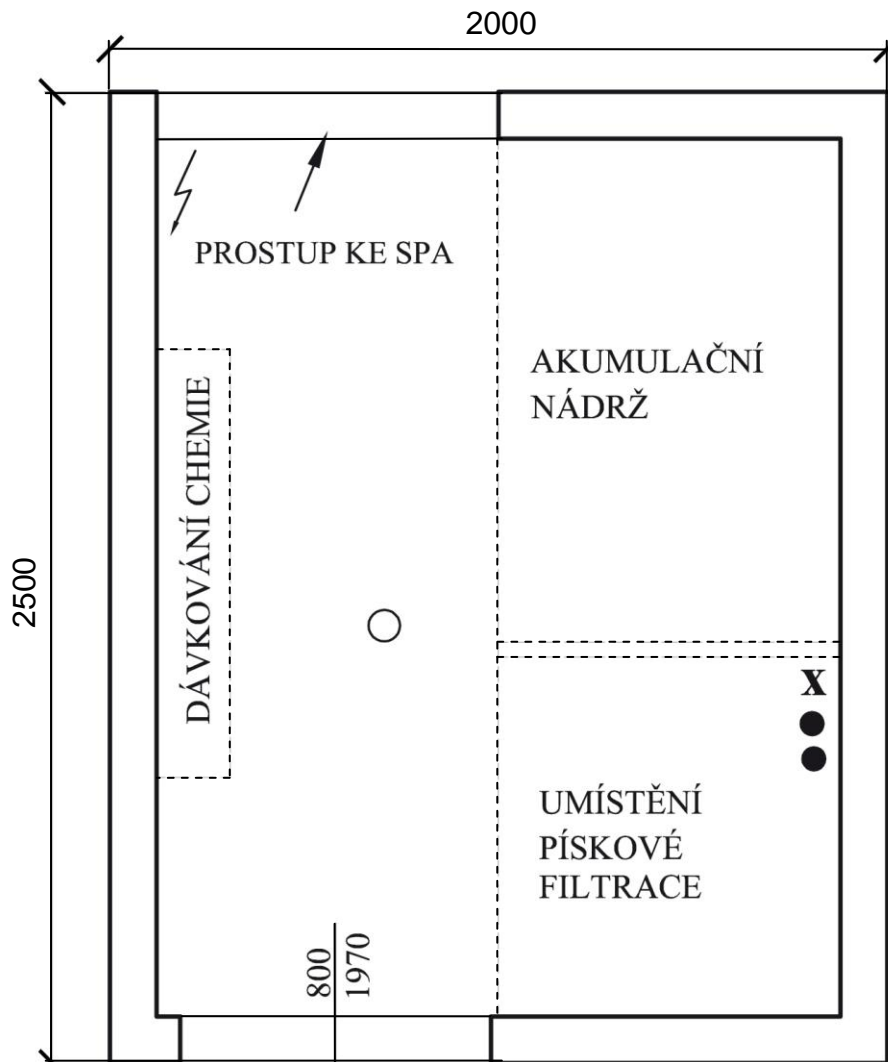 2000
PROSTUP KE SPA
AKUMULAČNÍ
NÁDRŽ
DÁVKOVÁNÍ CHEMIE
2500
X
UMÍSTĚNÍ
PÍSKOVÉ
FILTRACE
800
1970